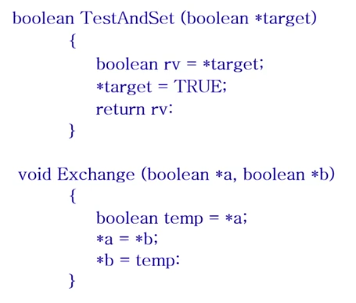 boolean TestAndSet (boolean *target)
{
boolean rv = *target;
*target = TRUE;
return rv:
}
void Exchange (boolean *a, boolean *b)
{
boolean temp = *a;
*a = *b;
*b = temp:
}